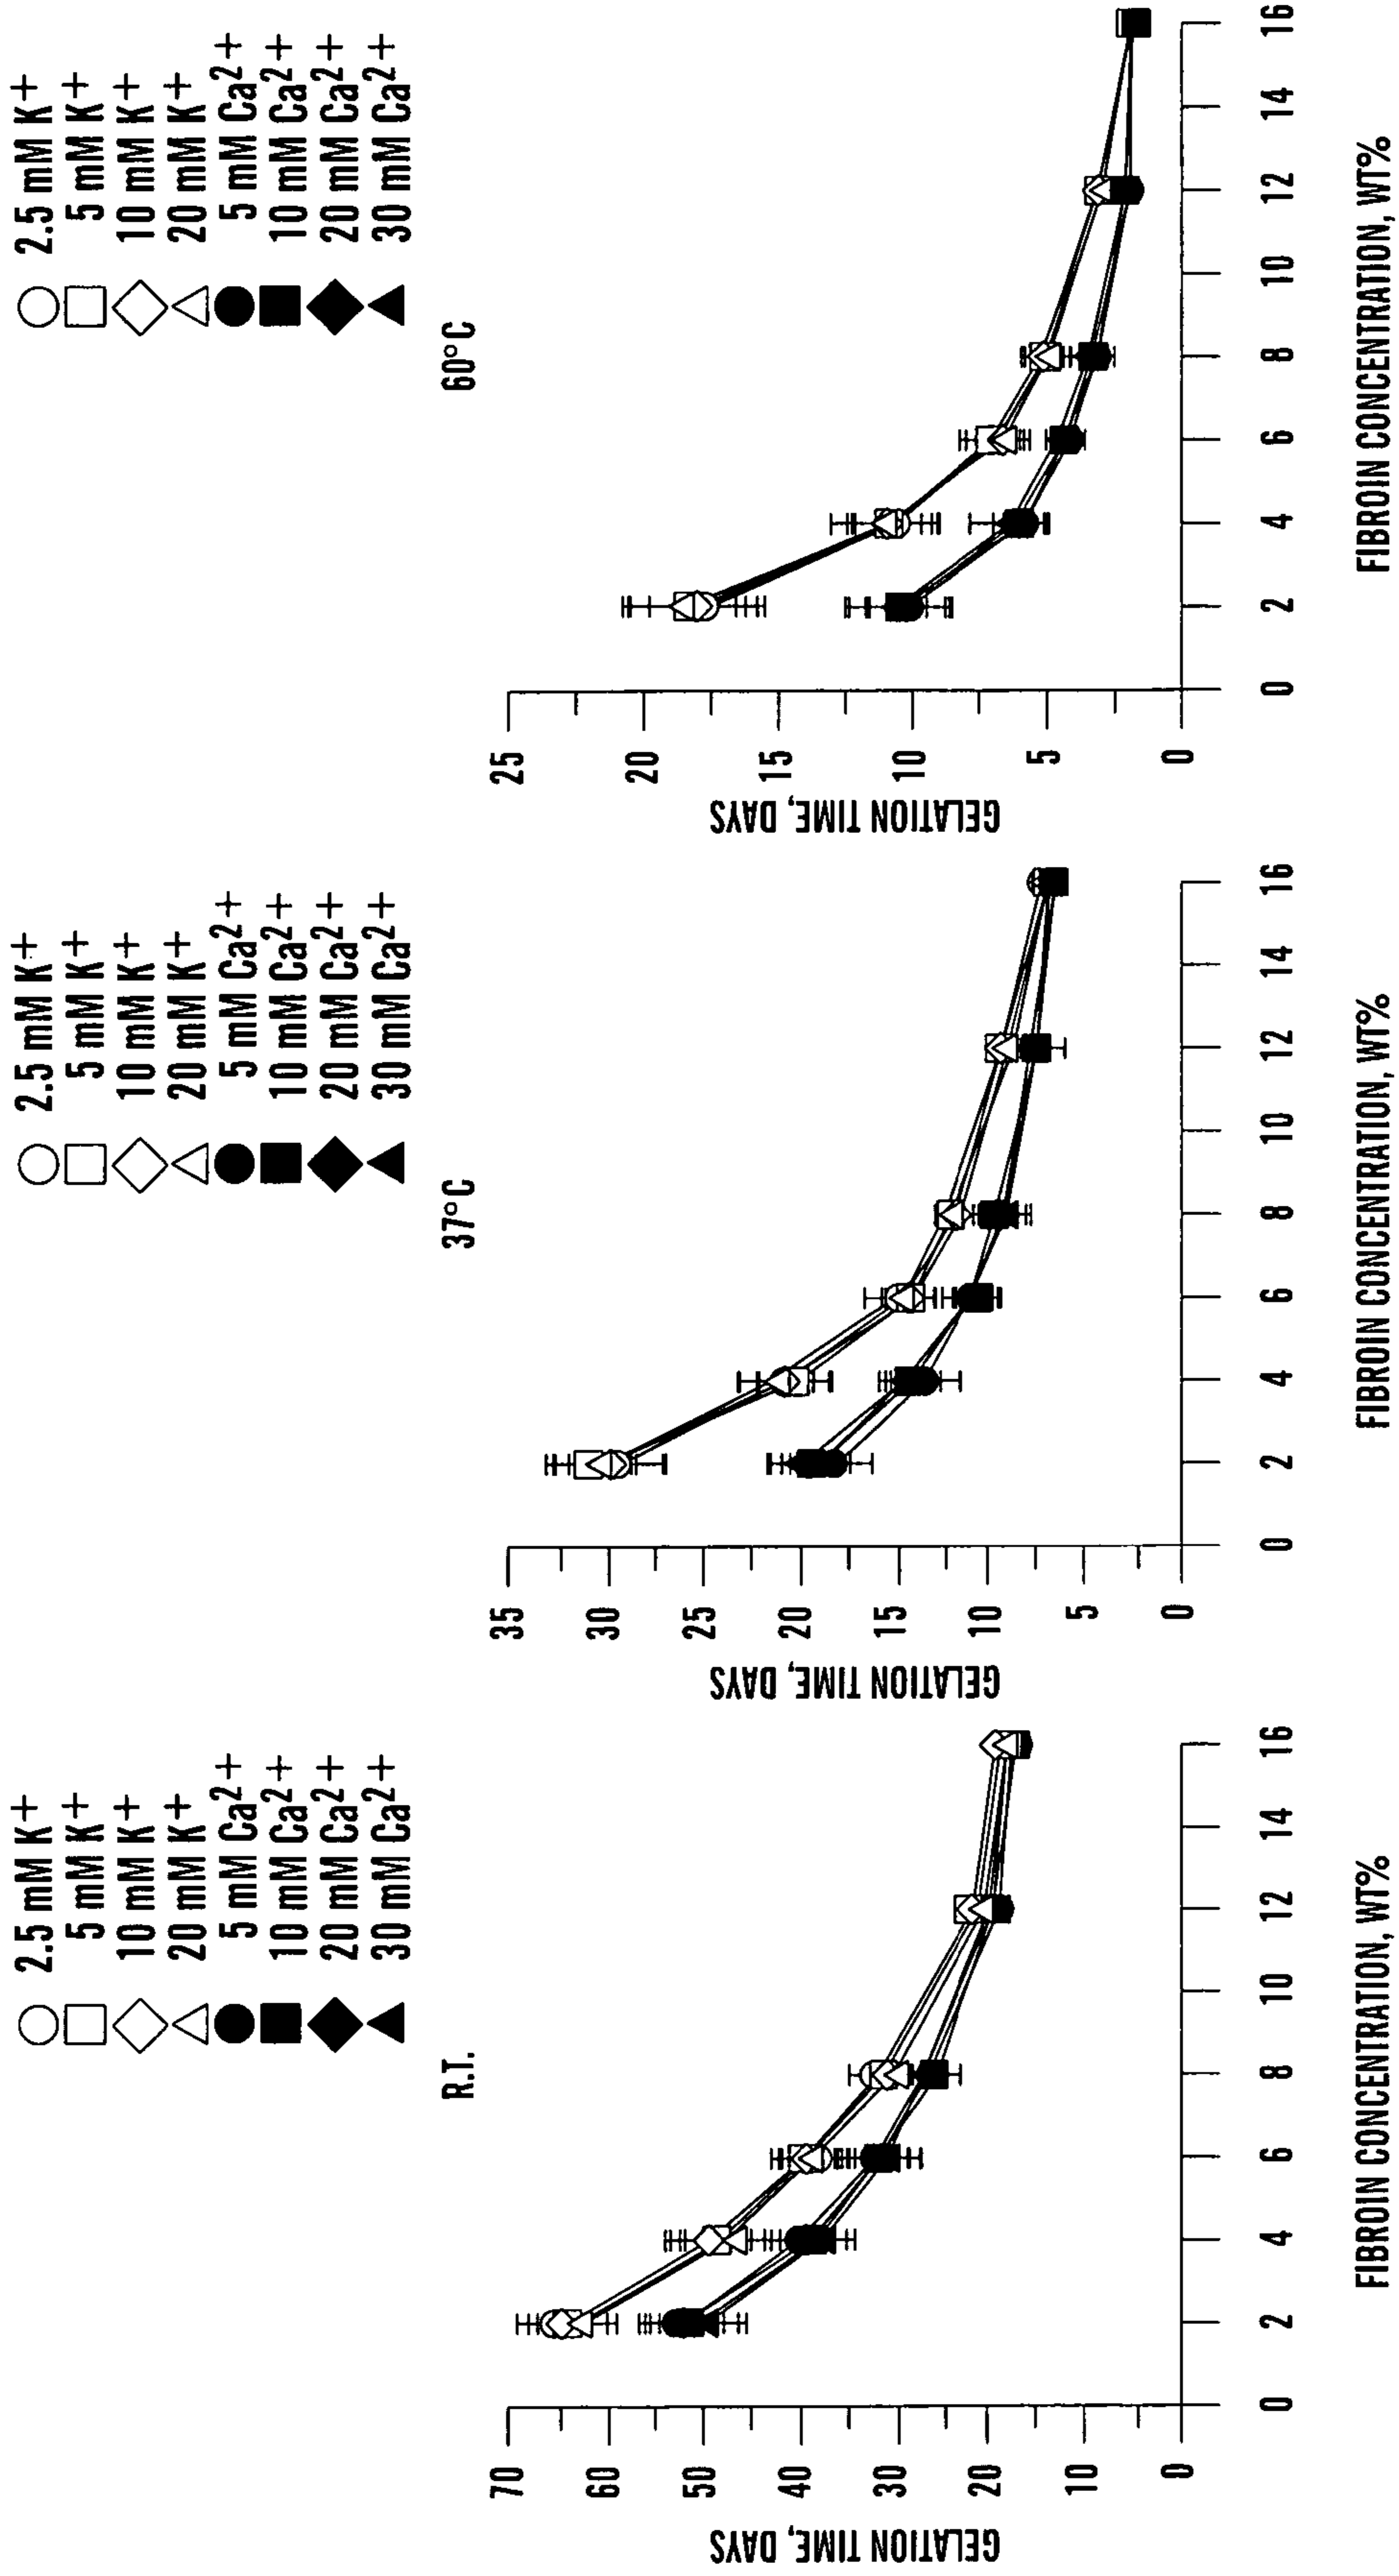 2.5 mM K+
5 mM K+
10 mM K+
20 mM K+
5 mM Ca2+
10 mM Ca2+
20 mM Ca2+
30 mM Ca2+
R.T.
70
60
50
40
30
20
10
0
GELATION TIME, DAYS
0
2
4
6
8
10
12
14
16
FIBROIN CONCENTRATION, WT%
2.5 mM K+
5 mM K+
10 mM K+
20 mM K+
5 mM Ca2+
10 mM Ca2+
20 mM Ca2+
30 mM Ca2+
37°C
35
30
25
20
15
10
5
0
GELATION TIME, DAYS
0
2
4
6
8
10
12
14
16
FIBROIN CONCENTRATION, WT%
2.5 mM K+
5 mM K+
10 mM K+
20 mM K+
5 mM Ca2+
10 mM Ca2+
20 mM Ca2+
30 mM Ca2+
60°C
25
20
15
10
5
0
GELATION TIME, DAYS
0
2
4
6
8
10
12
14
16
FIBROIN CONCENTRATION, WT%